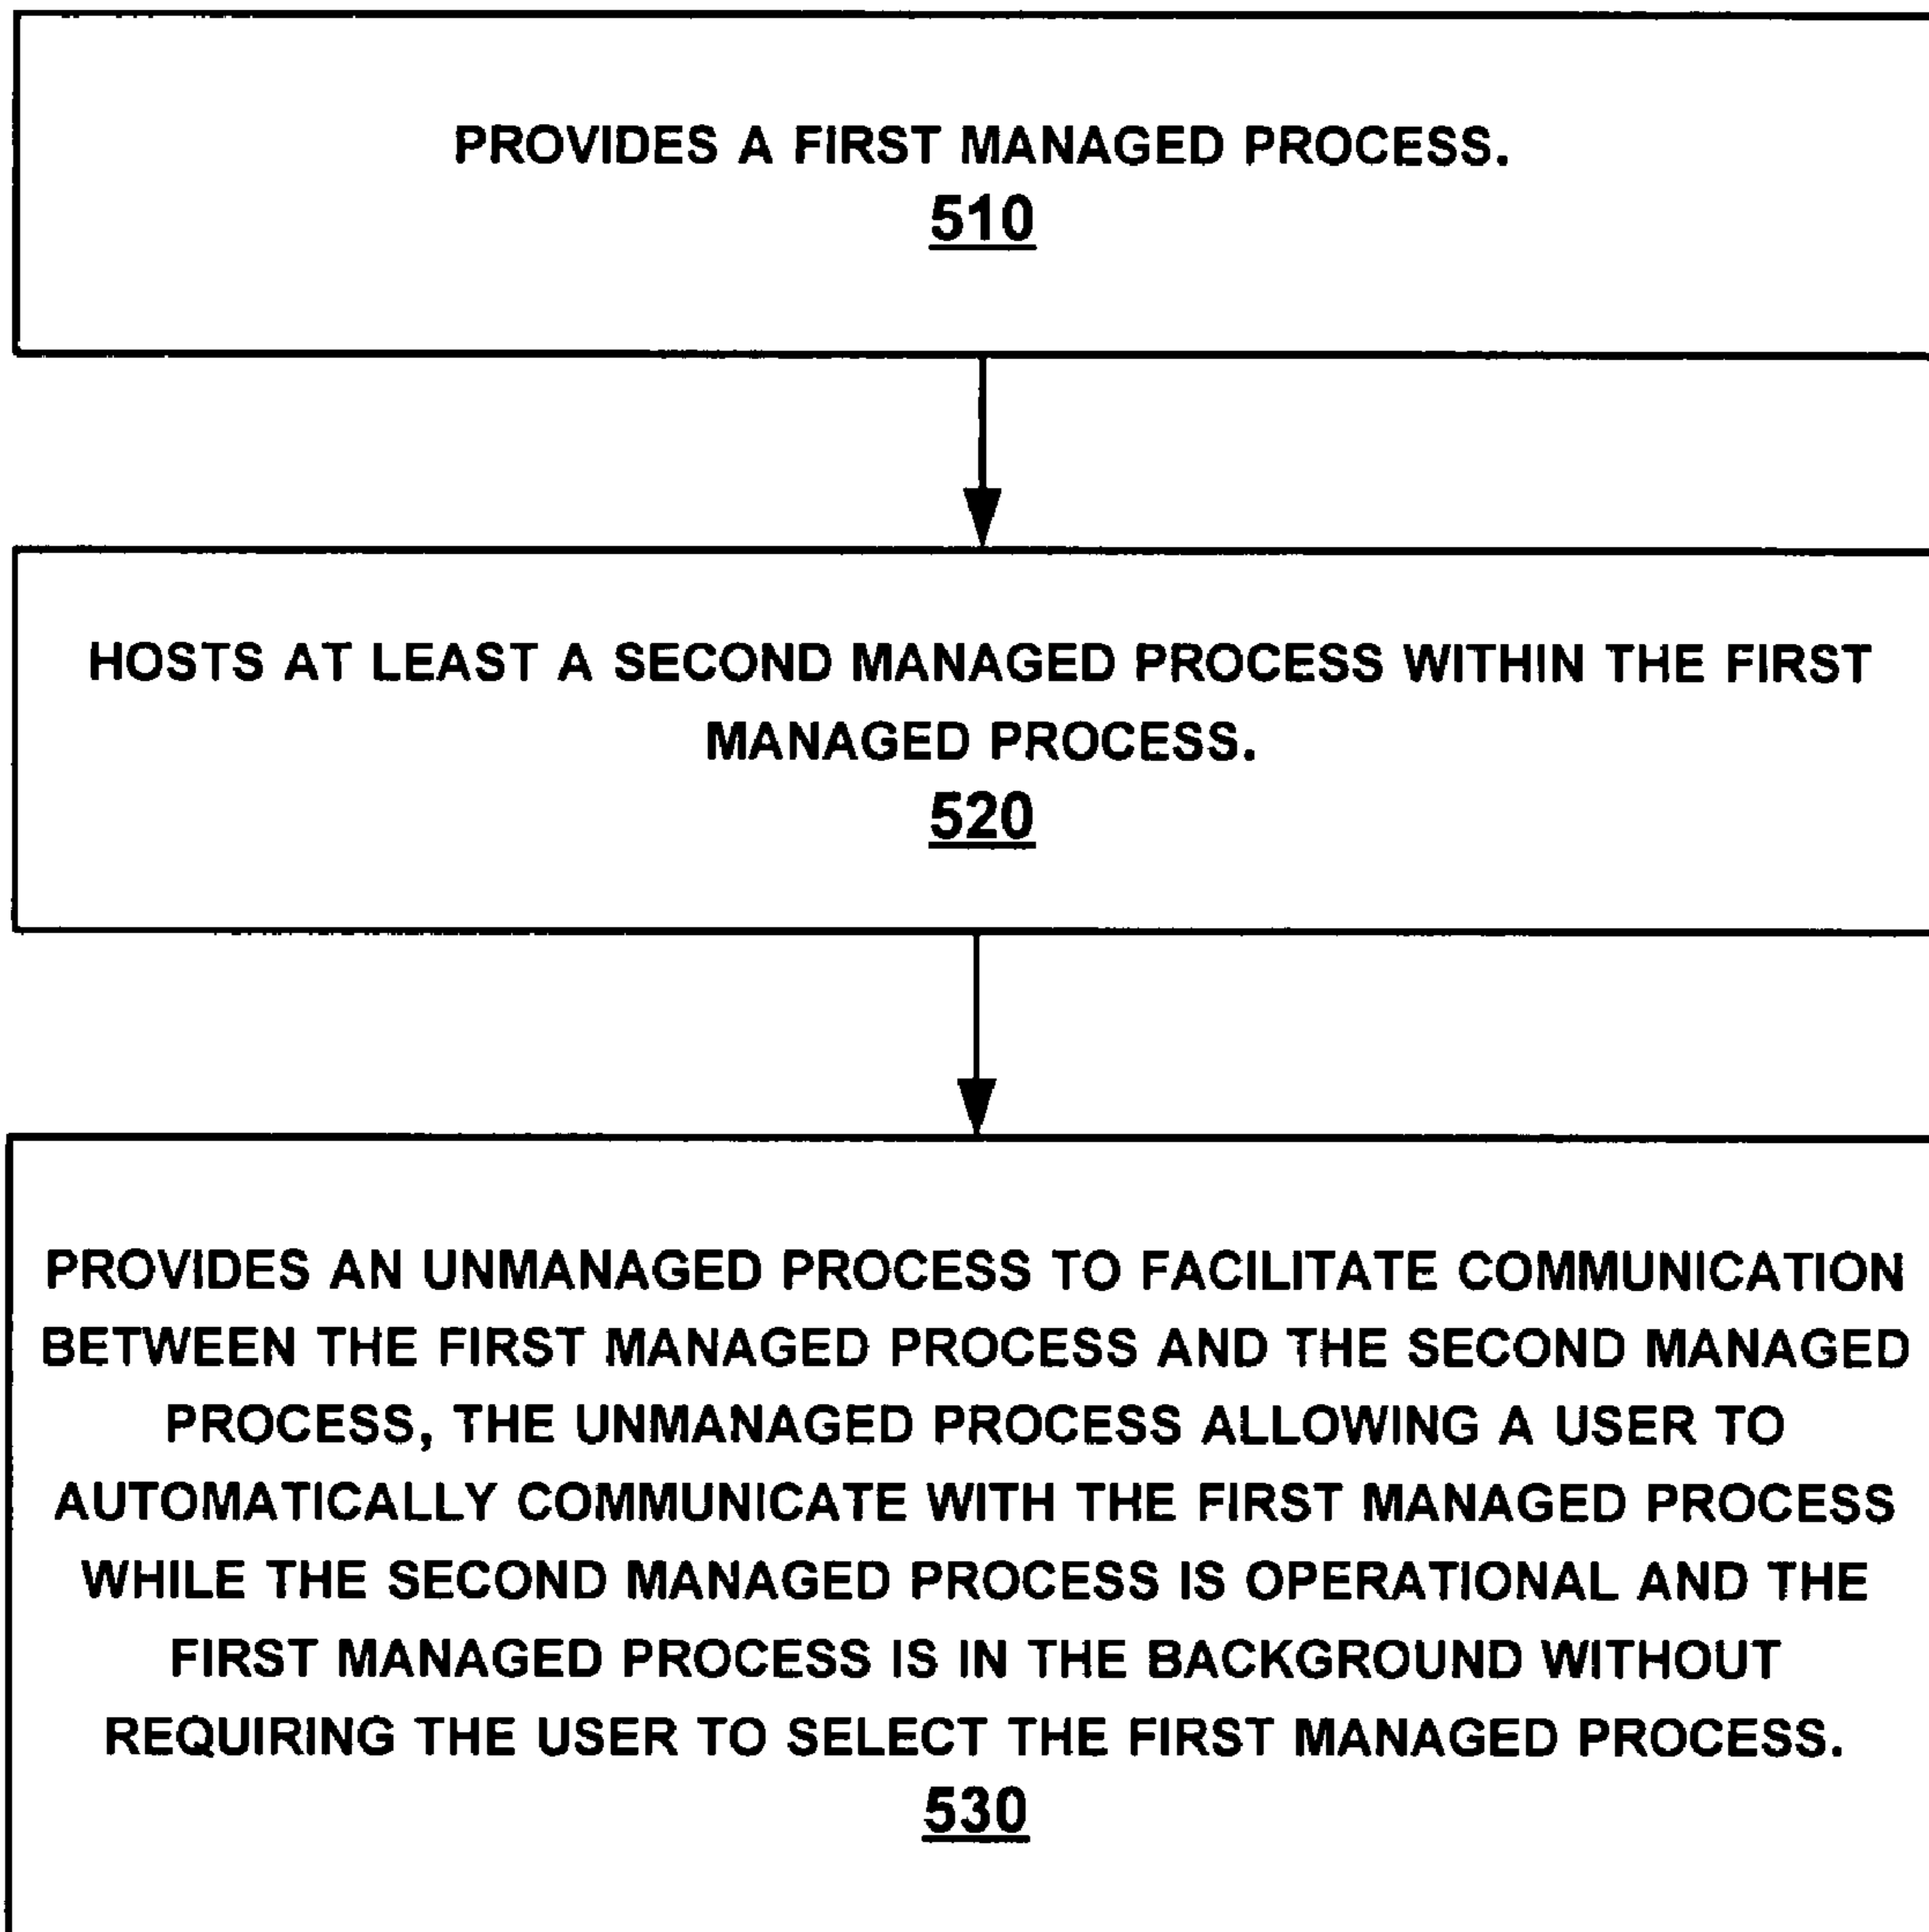 PROVIDES A FIRST MANAGED PROCESS.
510
HOSTS AT LEAST A SECOND MANAGED PROCESS WITHIN THE FIRST
MANAGED PROCESS.
520
PROVIDES AN UNMANAGED PROCESS TO FACILITATE COMMUNICATION
BETWEEN THE FIRST MANAGED PROCESS AND THE SECOND MANAGED
PROCESS, THE UNMANAGED PROCESS ALLOWING A USER TO
AUTOMATICALLY COMMUNICATE WITH THE FIRST MANAGED PROCESS
WHILE THE SECOND MANAGED PROCESS IS OPERATIONAL AND THE
FIRST MANAGED PROCESS IS IN THE BACKGROUND WITHOUT
REQUIRING THE USER TO SELECT THE FIRST MANAGED PROCESS.
530